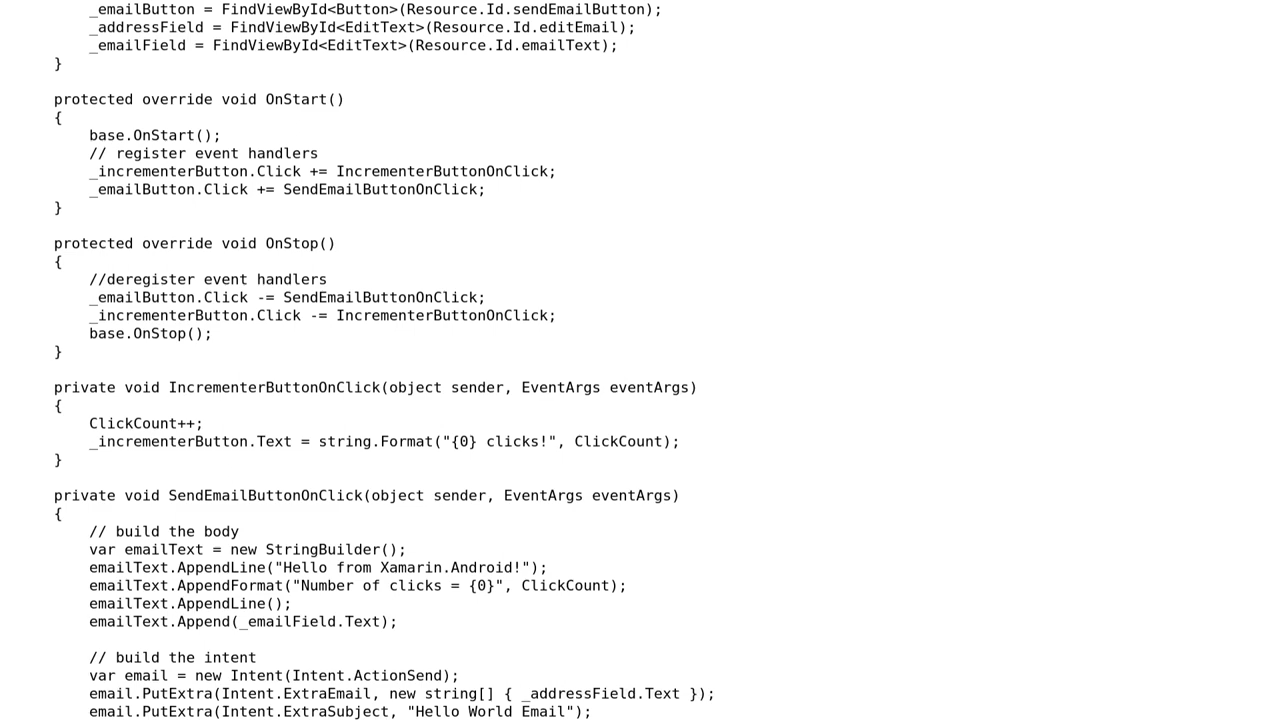 _emailButton = FindViewById<Button>(Resource.Id.sendEmailButton);
_addressField = FindViewById<EditText>(Resource.Id.editEmail);
_emailField = FindViewById<EditText>(Resource.Id.emailText);
}
protected override void OnStart()
{
base.OnStart();
// register event handlers
_incrementerButton.Click += IncrementerButtonOnClick;
_emailButton.Click += SendEmailButtonOnClick;
}
protected override void OnStop()
{
//deregister event handlers
_emailButton.Click -= SendEmailButtonOnClick;
_incrementerButton.Click -= IncrementerButtonOnClick;
base.OnStop();
}
private void IncrementerButtonOnClick(object sender, EventArgs eventArgs)
{
ClickCount++;
_incrementerButton.Text = string.Format("{0} clicks!", ClickCount);
}
private void SendEmailButtonOnClick(object sender, EventArgs eventArgs)
{
// build the body
var emailText = new StringBuilder();
emailText.AppendLine("Hello from Xamarin.Android!");
emailText.AppendFormat("Number of clicks = {0}", ClickCount);
emailText.AppendLine();
emailText.Append(_emailField.Text);
// build the intent
var email = new Intent(Intent.ActionSend);
email.PutExtra(Intent.ExtraEmail, new string[] { _addressField.Text });
email.PutExtra(Intent.ExtraSubject, "Hello World Email");